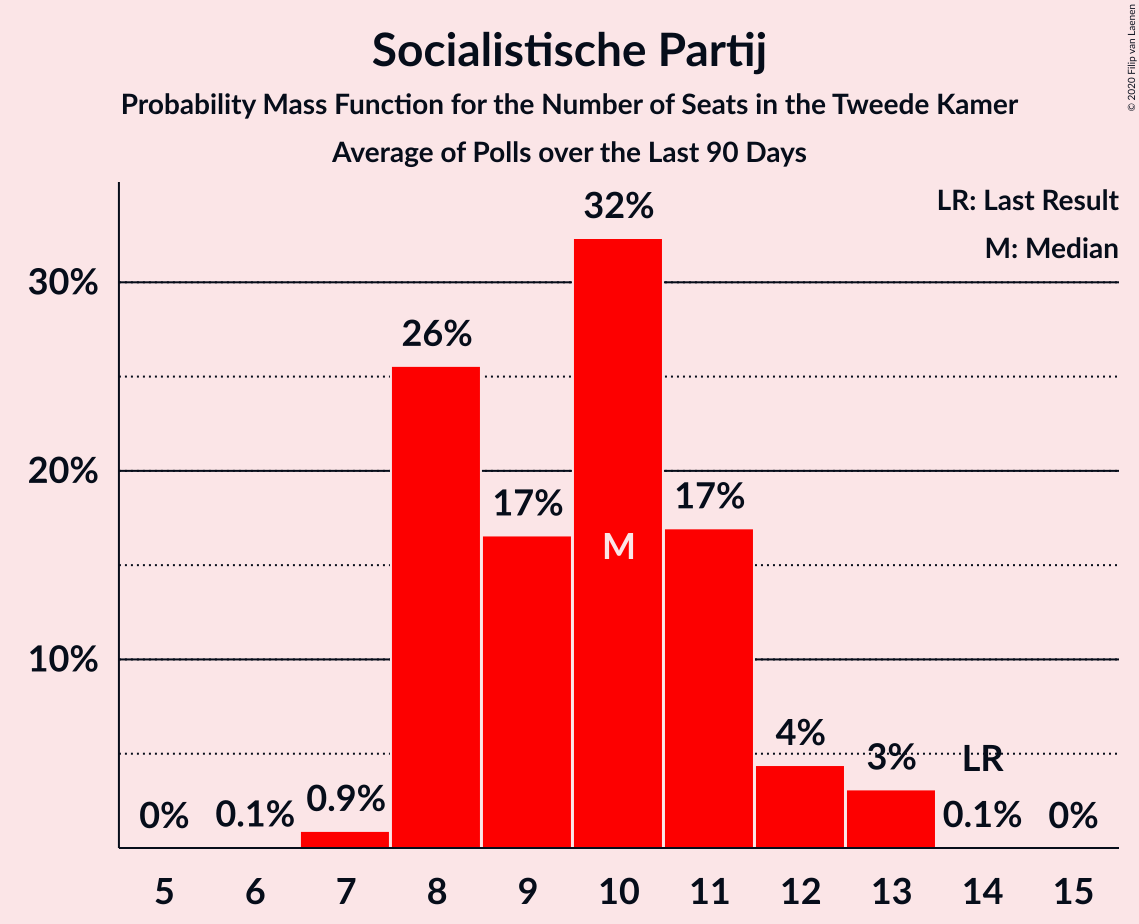 Socialistische Partij
Probability Mass Function for the Number of Seats in the Tweede Kamer
Average of Polls over the Last 90 Days
© 2020 Filip van Laenen
LR: Last Result
M: Median
30%
20%
10%
0%
0.1%
0.9%
26%
17%
32%
M
17%
4%
3%
LR
0.1%
0%
5 6 7 8 9 10 11 12 13 14 15